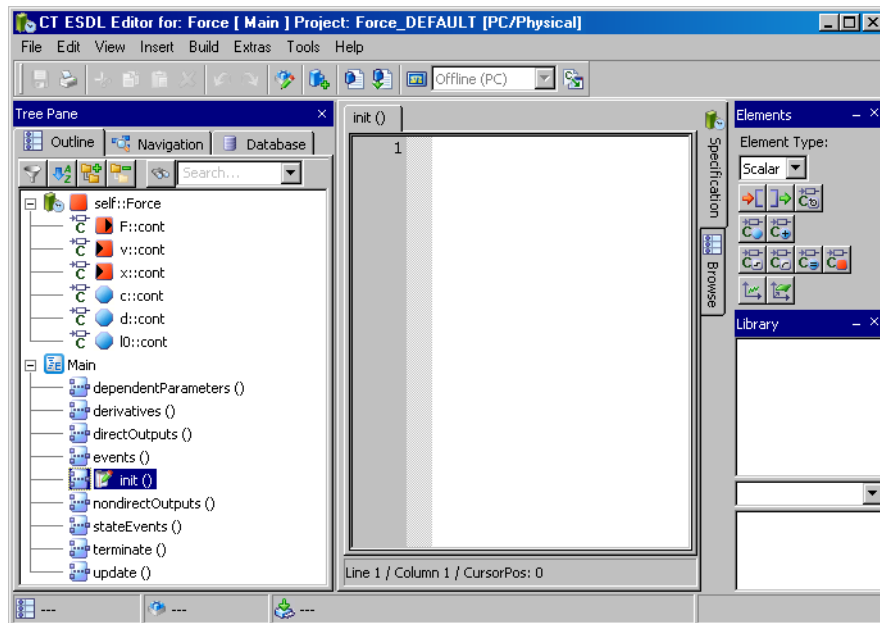 CT ESDL Editor for: Force [ Main ] Project: Force_DEFAULT [PC/Physical]
File Edit View Insert Build Extras Tools Help
Offline (PC)
Tree Pane
Outline Navigation Database
Search...
self::Force
F::cont
v::cont
x::cont
c::cont
d::cont
l0::cont
Main
dependentParameters ()
derivatives ()
directOutputs ()
events ()
init ()
nondirectOutputs ()
stateEvents ()
terminate ()
update ()
init ()
1
Line 1 / Column 1 / CursorPos: 0
Specification
Browse
Elements
Element Type:
Scalar
Library
---
---
---